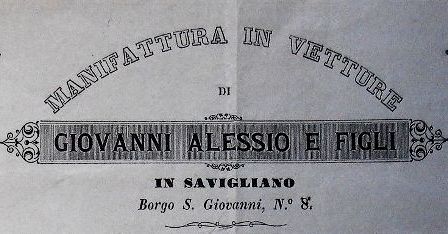 MANIFATTURA IN VETTURE
DI
GIOVANNI ALESSIO E FIGLI
IN SAVIGLIANO
Borgo S. Giovanni, N.º 8.